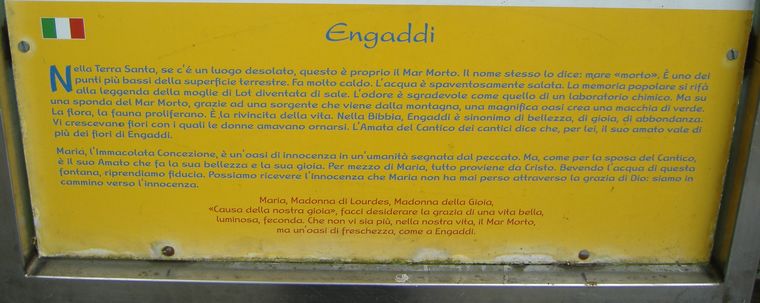 Engaddi
Nella Terra Santa, se c'é un luogo desolato, questo è proprio il Mar Morto. Il nome stesso lo dice: mare «morto». È uno dei
punti più bassi della superficie terrestre. Fa molto caldo. L'acqua è spaventosamente salata. La memoria popolare si rifà
alla leggenda della moglie di Lot diventata di sale. L'odore è sgradevole come quello di un laboratorio chimico. Ma su
una sponda del Mar Morto, grazie ad una sorgente che viene dalla montagna, una magnifica oasi crea una macchia di verde.
La flora, la fauna proliferano. È la rivincita della vita. Nella Bibbia, Engaddi è sinonimo di bellezza, di gioia, di abbondanza.
Vi crescevano fiori con i quali le donne amavano ornarsi. L'Amata del Cantico dei cantici dice che, per lei, il suo amato vale di
più dei fiori di Engaddi.
Maria, l'Immacolata Concezione, è un'oasi di innocenza in un'umanità segnata dal peccato. Ma, come per la sposa del Cantico,
è il suo Amato che fa la sua bellezza e la sua gioia. Per mezzo di Maria, tutto proviene da Cristo. Bevendo l'acqua di questa
fontana, riprendiamo fiducia. Possiamo ricevere l'innocenza che Maria non ha mai perso attraverso la grazia di Dio: siamo in
cammino verso l'innocenza.
Maria, Madonna di Lourdes, Madonna della Gioia,
«Causa della nostra gioia», facci desiderare la grazia di una vita bella,
luminosa, feconda. Che non vi sia più, nella nostra vita, il Mar Morto,
ma un'oasi di freschezza, come a Engaddi.